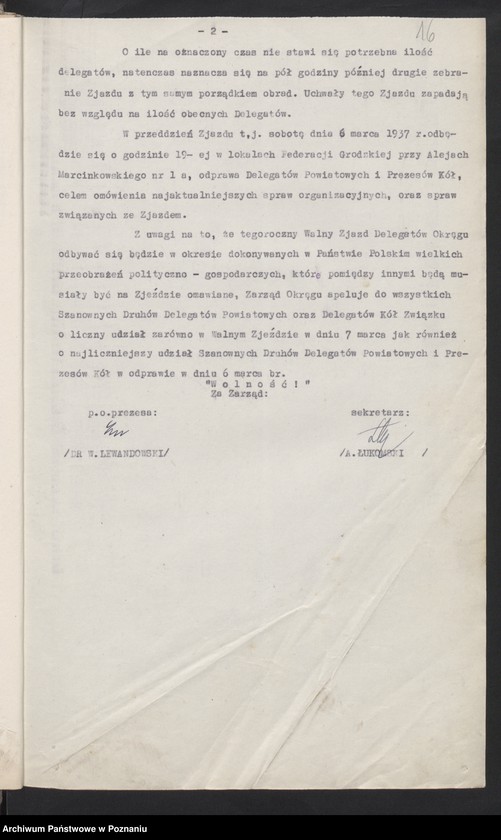 - 2 -
16
O ile na oznaczony czas nie stawi się potrzebna ilość
delegatów, natenczas naznacza się na pół godziny później drugie zebra-
nie Zjazdu z tym samym porządkiem obrad. Uchwały tego Zjazdu zapadają
bez względu na ilość obecnych Delegatów.
W przeddzień Zjazdu t.j. sobotę dnia 6 marca 1937 r.odbę-
dzie się o godzinie 19- ej w lokalach Federacji Grodzkiej przy Alejach
Marcinkowskiego nr 1 a, odprawa Delegatów Powiatowych i Prezesów Kół,
celem omówienia najaktualniejszych spraw organizacyjnych, oraz spraw
związanych ze Zjazdem.
Z uwagi na to, że tegoroczny Walny Zjazd Delegatów Okręgu
odbywać się będzie w okresie dokonywanych w Państwie Polskim wielkich
przeobrażeń polityczno - gospodarczych, które pomiędzy innymi będą mu-
siały być na Zjeździe omawiane, Zarząd Okręgu apeluje do wszystkich
Szanownych Druhów Delegatów Powiatowych oraz Delegatów Kół Związku
o liczny udział zarówno w Walnym Zjeździe w dniu 7 marca jak również
o najliczniejszy udział Szanownych Druhów Delegatów Powiatowych i Pre-
zesów Kół w odprawie w dniu 6 marca br.
"W o l n o ś ć ! "
Za Zarząd:
p.o.prezesa: sekretarz:
/DR W.LEWANDOWSKI/ /A.ŁUKOMSKI /
Archiwum Państwowe w Poznaniu